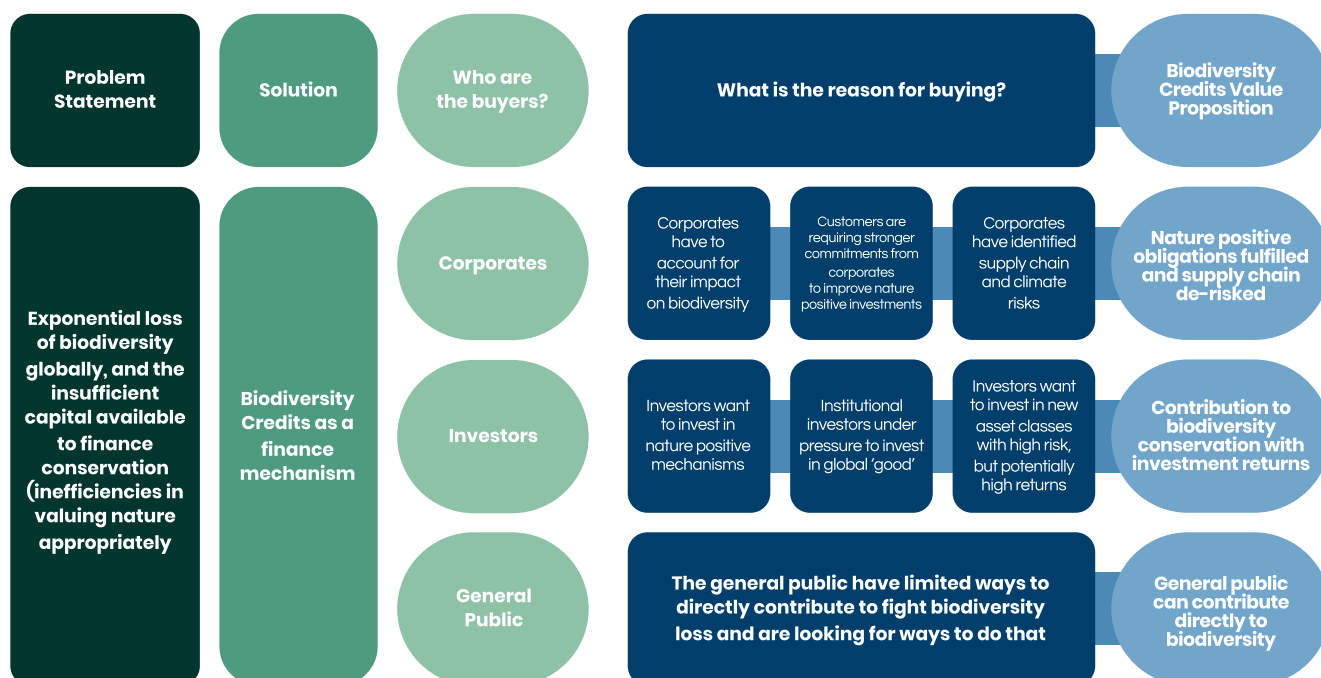 Problem
Statement
Solution
Who are
the buyers?
What is the reason for buying?
Biodiversity
Credits Value
Proposition
Exponential loss
of biodiversity
globally, and the
insufficient
capital available
to finance
conservation
(inefficiencies in
valuing nature
appropriately
Biodiversity
Credits as a
finance
mechanism
Corporates
Corporates
have to
account for
their impact
on biodiversity
Customers are
requiring stronger
commitments from
corporates
to improve nature
positive investments
Corporates
have identified
supply chain
and climate
risks
Nature positive
obligations fulfilled
and supply chain
de-risked
Investors
Investors want
to invest in
nature positive
mechanisms
Institutional
investors under
pressure to invest
in global ‘good’
Investors want
to invest in new
asset classes
with high risk,
but potentially
high returns
Contribution to
biodiversity
conservation with
investment returns
General
Public
The general public have limited ways to
directly contribute to fight biodiversity
loss and are looking for ways to do that
General public
can contribute
directly to
biodiversity